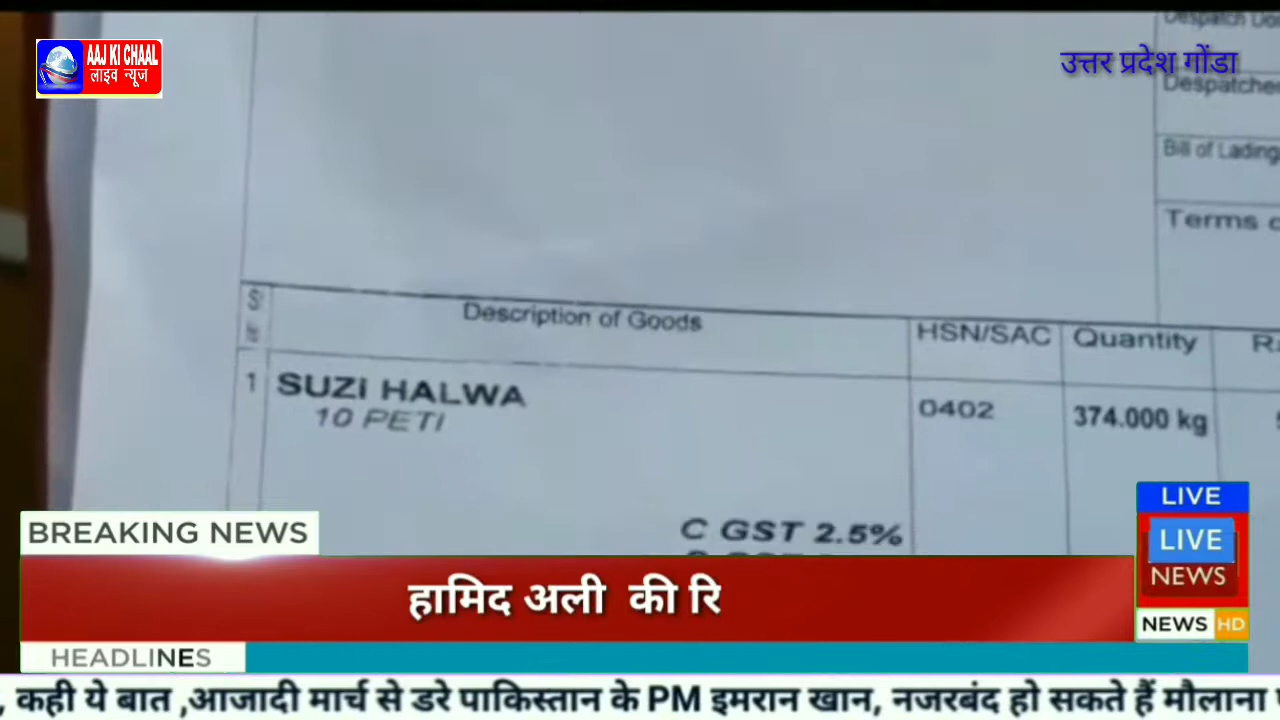 AAJ KI CHAAL
लाइव न्यूज
उत्तर प्रदेश गोंडा
Despatch
Despatched
Bill of Lading
Terms
Description of Goods
HSN/SAC
Quantity
1
SUZI HALWA
0402
374.000 kg
10 PETI
C GST 2.5%
BREAKING NEWS
हामिद अली की रि
LIVE
LIVE
NEWS
NEWS HD
HEADLINES
, कही ये बात ,आजादी मार्च से डरे पाकिस्तान के PM इमरान खान, नजरबंद हो सकते हैं मौलाना